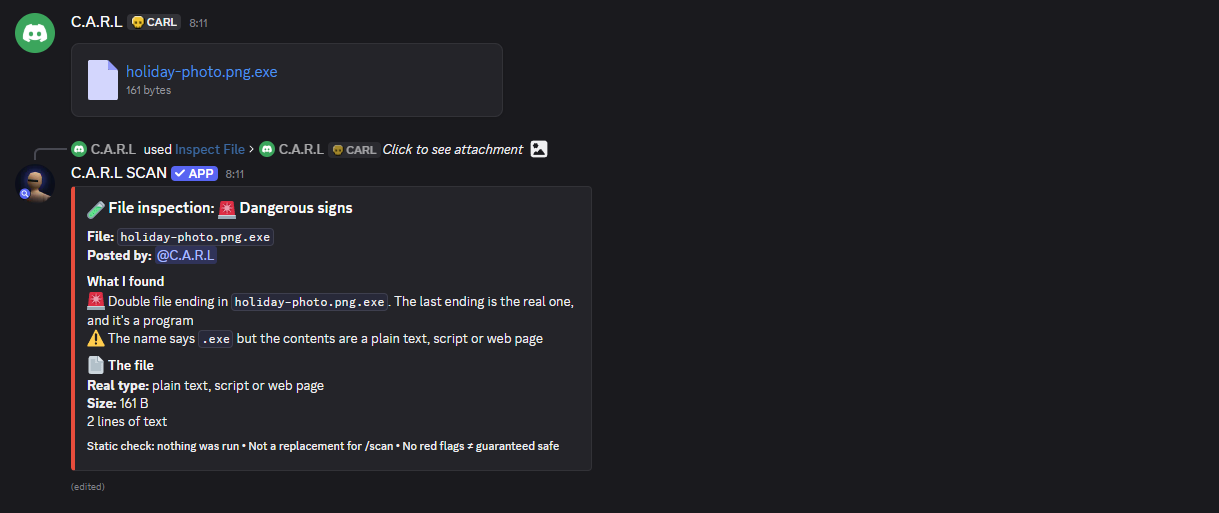 C.A.R.L CARL 8:11
holiday-photo.png.exe
161 bytes
C.A.R.L used Inspect File > C.A.R.L CARL Click to see attachment
C.A.R.L SCAN APP 8:11
File inspection: Dangerous signs
File: holiday-photo.png.exe
Posted by: @C.A.R.L
What I found
Double file ending in holiday-photo.png.exe. The last ending is the real one,
and it's a program
The name says .exe but the contents are a plain text, script or web page
The file
Real type: plain text, script or web page
Size: 161 B
2 lines of text
Static check: nothing was run • Not a replacement for /scan • No red flags ≠ guaranteed safe
(edited)